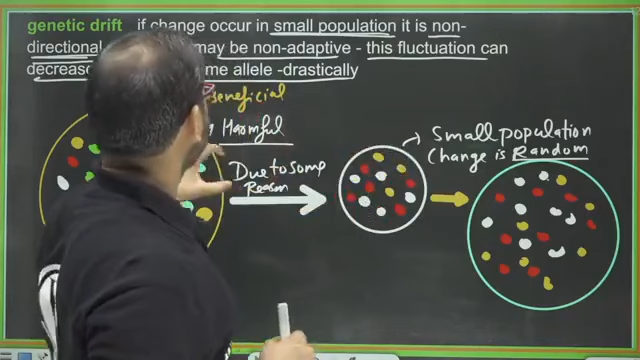 genetic drift if change occur in small population it is non-
directional may be non-adaptive - this fluctuation can
me allele -drastically
Beneficial
Harmful
Due to some
Reason
Small population
Change is Random